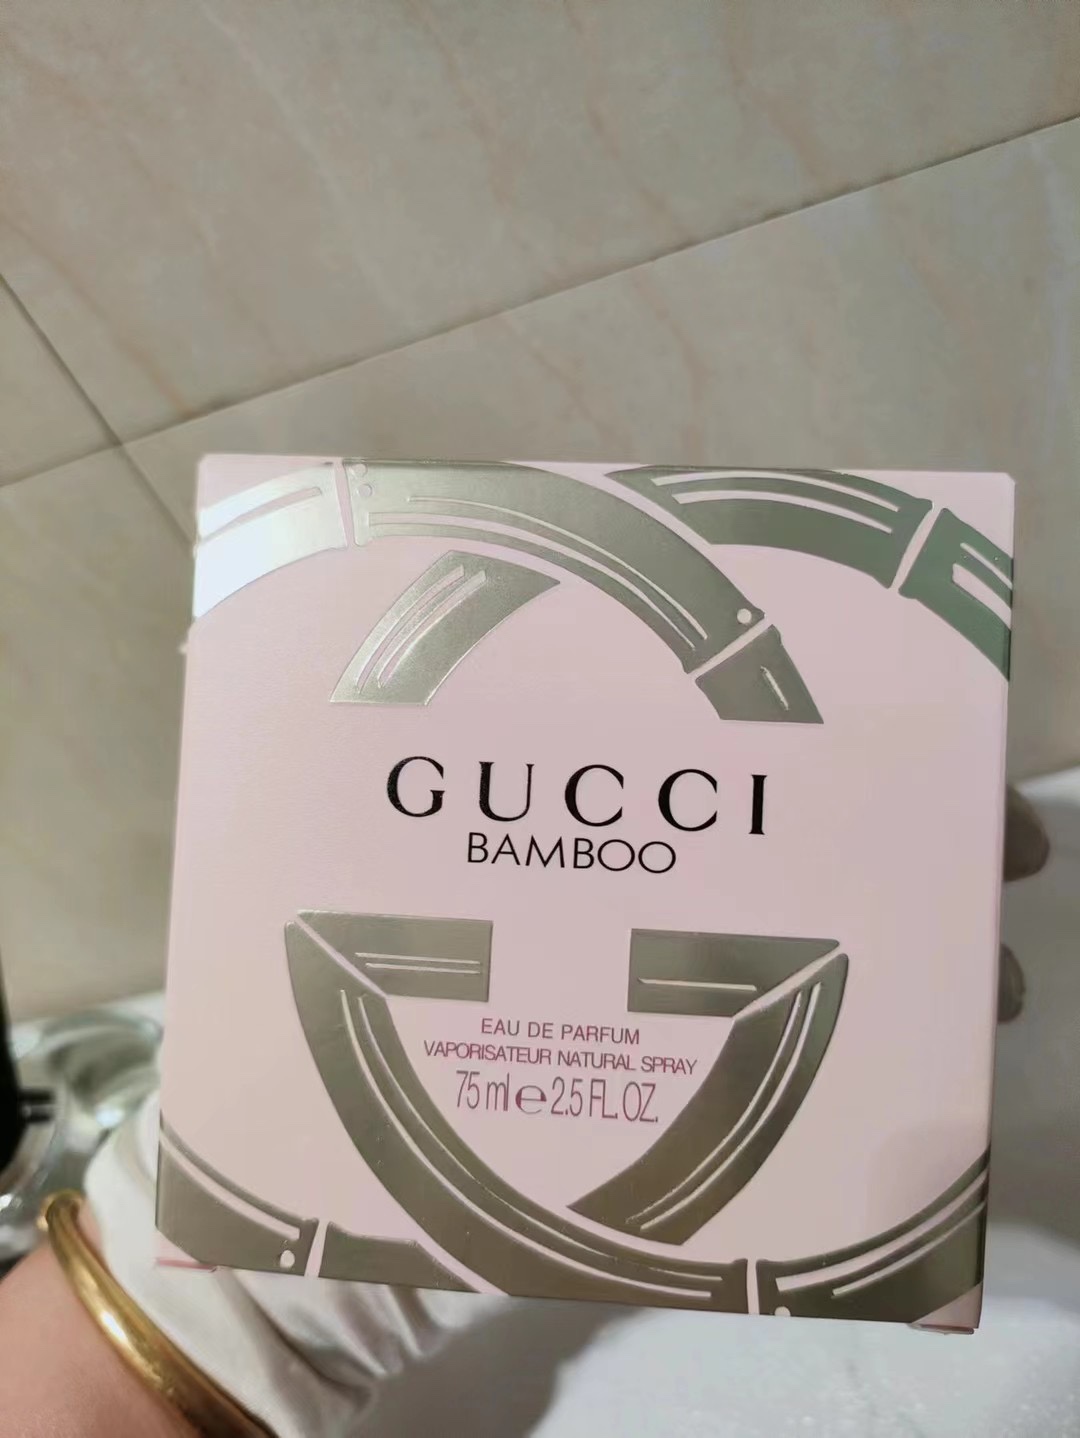 GUCCI
BAMBOO
EAU DE PARFUM
VAPORISATEUR NATURAL SPRAY
75 ml e 2.5 FL. OZ.